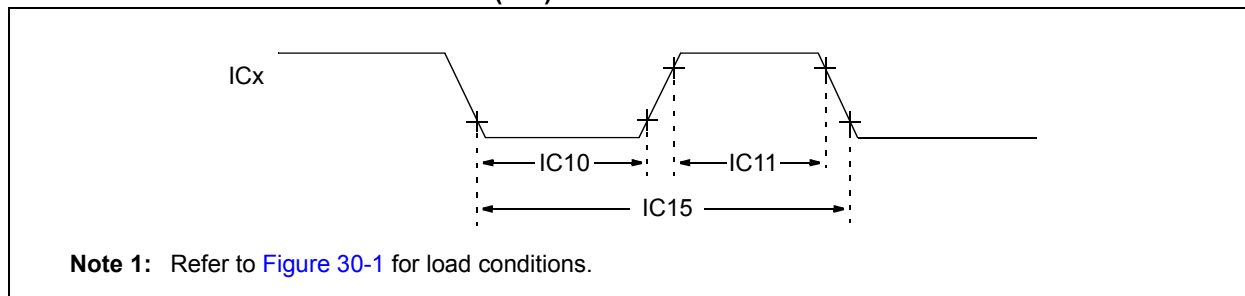 ICx
IC10
IC11
IC15
Note 1: Refer to Figure 30-1 for load conditions.